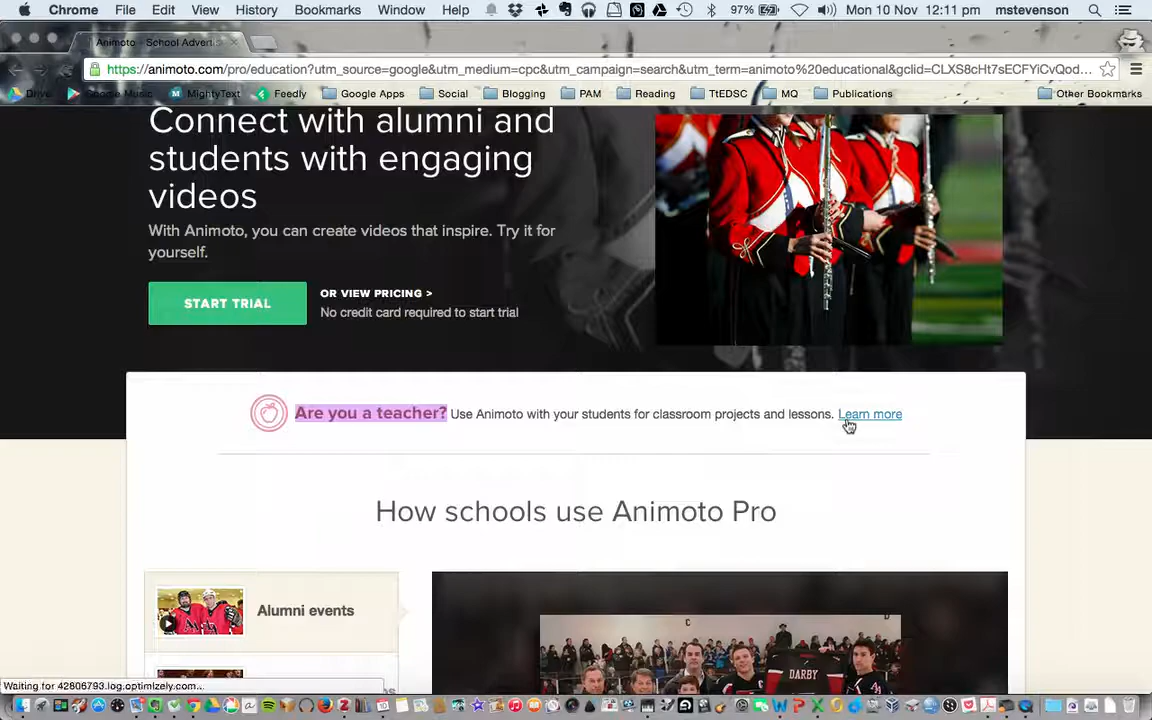 Chrome File Edit View History Bookmarks Window Help 97% Mon 10 Nov 12:11 pm mstevenson
Animoto - School Advertis
https://animoto.com/pro/education?utm_source=google&utm_medium=cpc&utm_campaign=search&utm_term=animoto%20educational&gclid=CLXS8cHt7sECFYiCvQod...
Drive Music MightyText Feedly Google Apps Social Blogging PAM Reading TtEDSC MQ Publications Other Bookmarks
Connect with alumni and
students with engaging
videos
With Animoto, you can create videos that inspire. Try it for
yourself.
START TRIAL
OR VIEW PRICING >
No credit card required to start trial
Are you a teacher? Use Animoto with your students for classroom projects and lessons. Learn more
How schools use Animoto Pro
Alumni events
C
DARBY
Waiting for 42806793.log.optimizely.com...